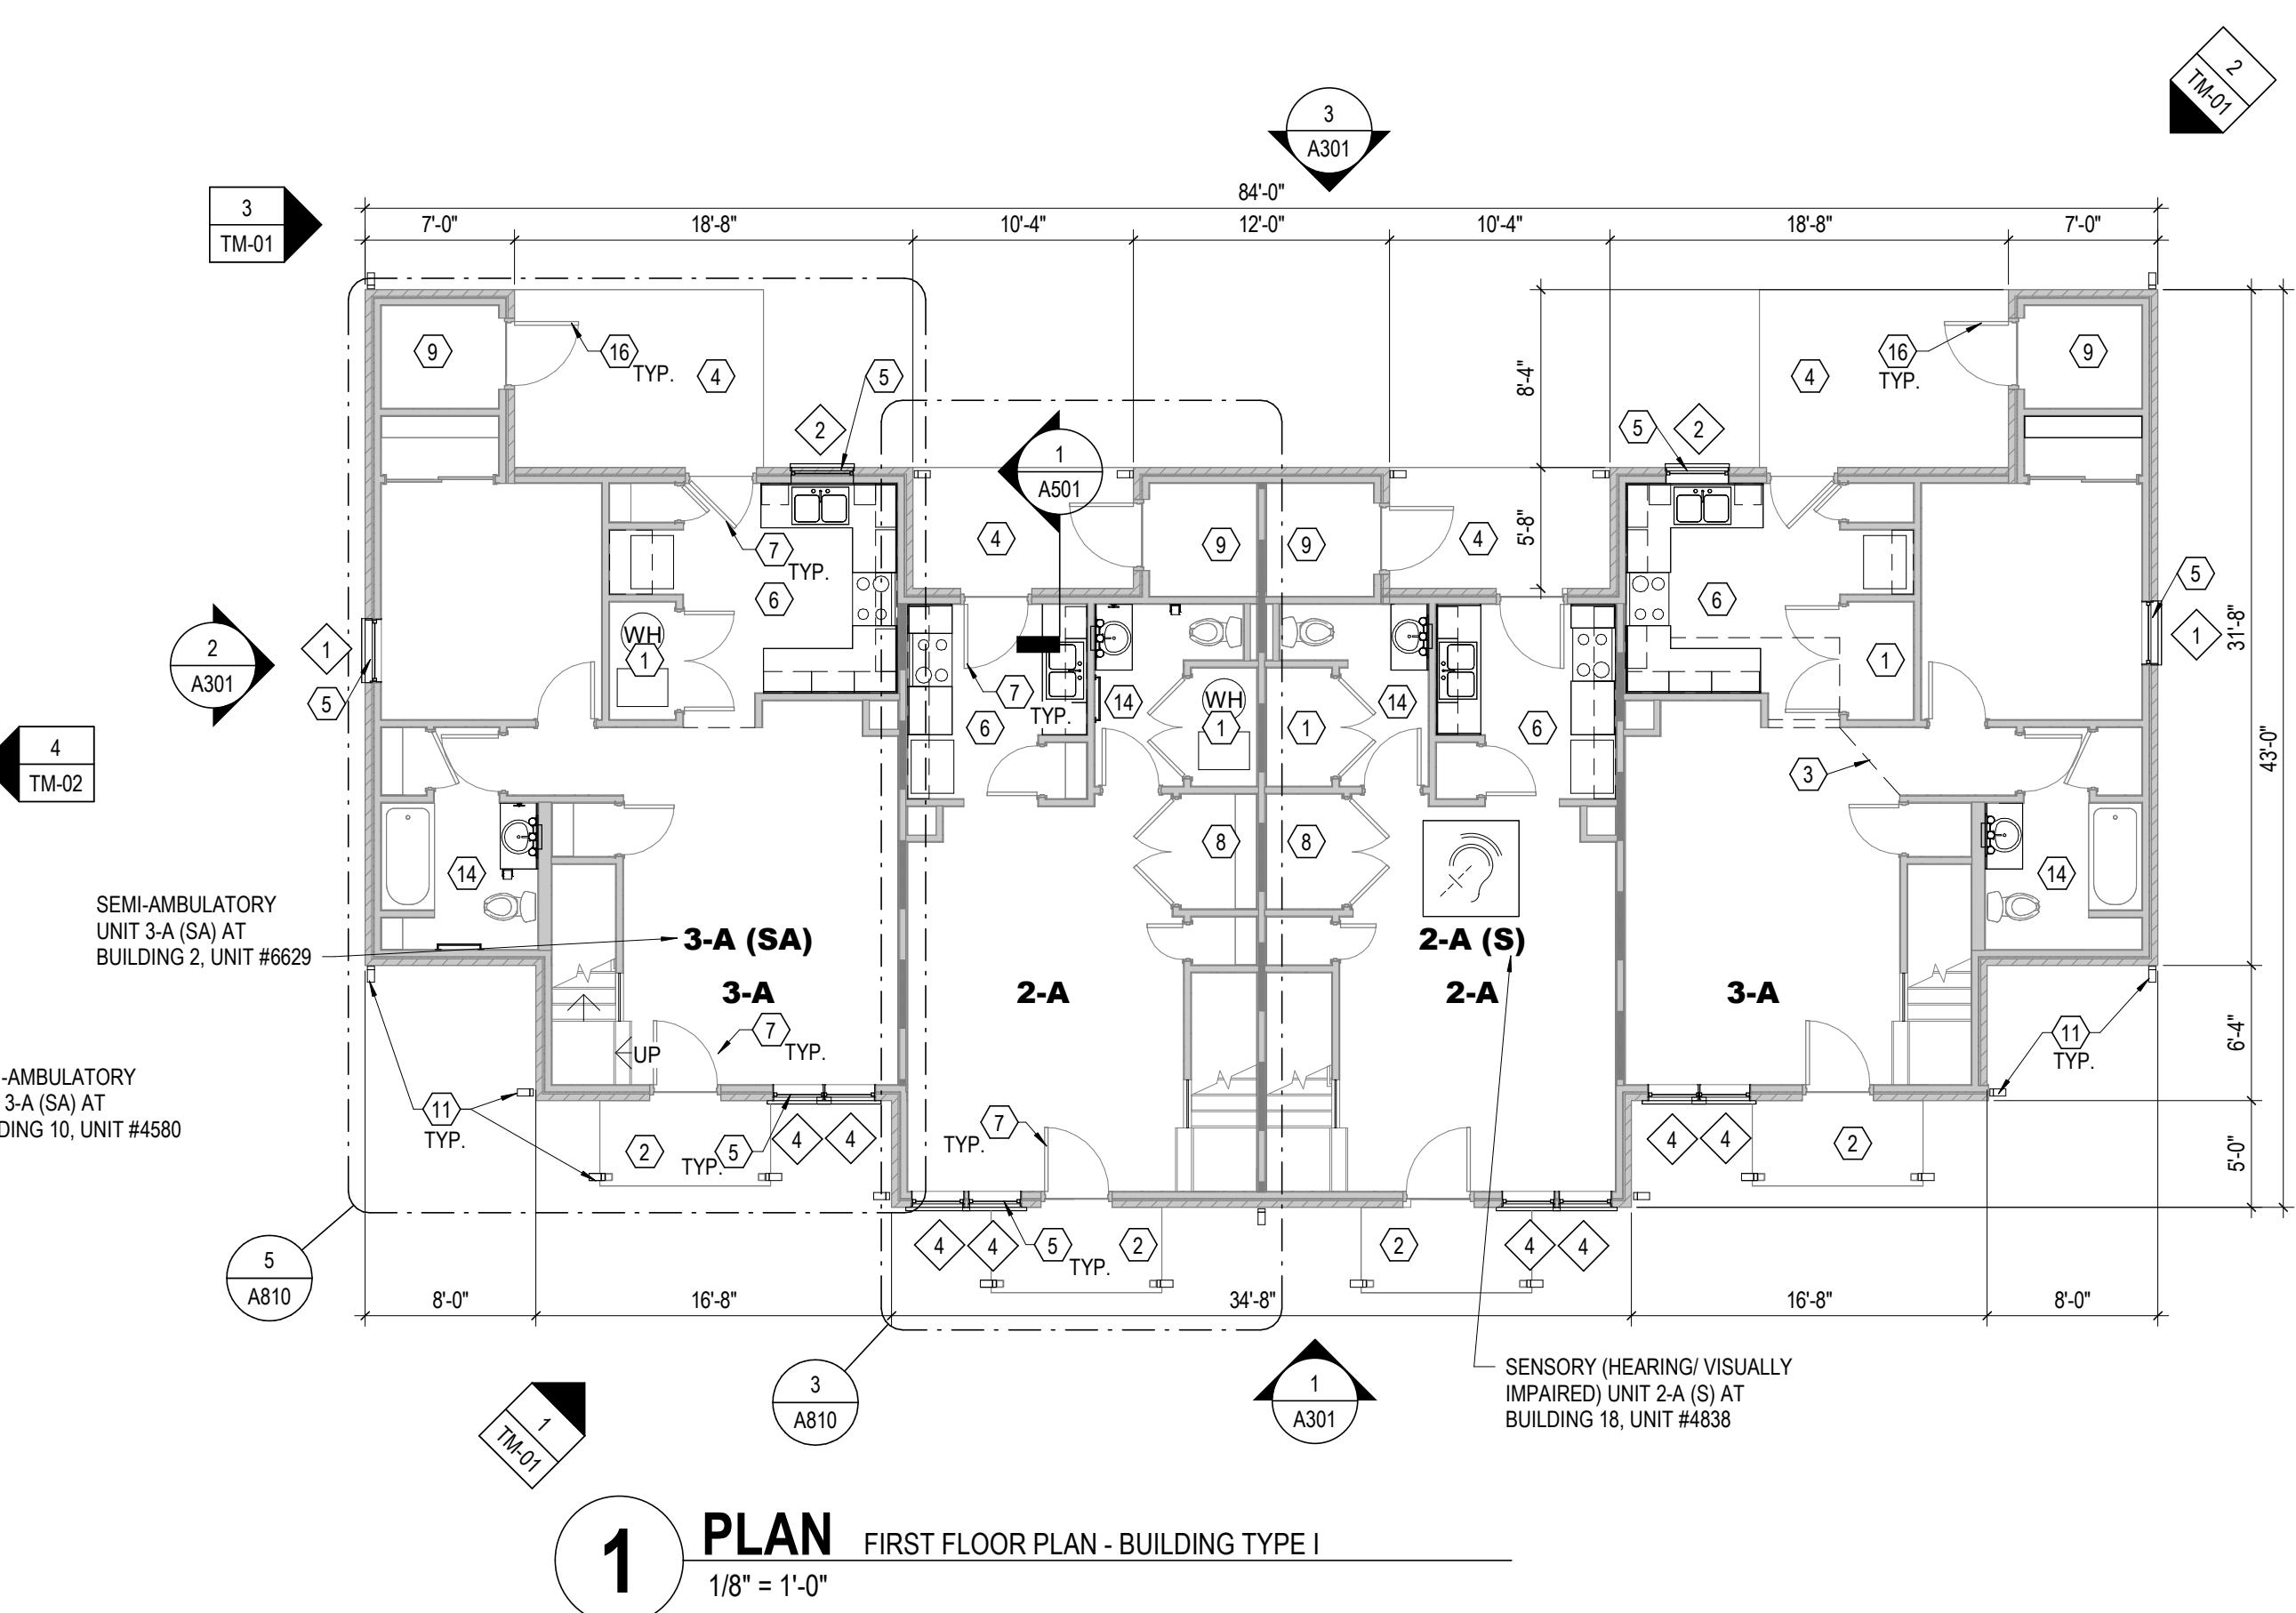 2
TM-01
3
A301
3
TM-01
84'-0"
7'-0" 18'-8" 10'-4" 12'-0" 10'-4" 18'-8" 7'-0"
9
16
TYP.
4
5
2
8'-4"
5
2
4
16
TYP.
9
1
A501
7
TYP.
6
4
9
9
4
5'-8"
6
5
1
31'-8"
43'-0"
2
A301
1
5
WH
1
7
TYP.
6
14
WH
1
1
14
6
1
4
TM-02
3
14
8
8
14
SEMI-AMBULATORY
UNIT 3-A (SA) AT
BUILDING 2, UNIT #6629
3-A (SA)
3-A
2-A
2-A (S)
2-A
3-A
7
TYP.
UP
11
TYP.
6'-4"
-AMBULATORY
3-A (SA) AT
DING 10, UNIT #4580
11
TYP.
2
TYP.
5
4
4
7
TYP.
4
4
2
5'-0"
4
4
5
TYP.
2
2
4
4
5
A810
8'-0" 16'-8" 34'-8" 16'-8" 8'-0"
3
A810
1
A301
SENSORY (HEARING/ VISUALLY
IMPAIRED) UNIT 2-A (S) AT
BUILDING 18, UNIT #4838
1
TM-01
1
PLAN FIRST FLOOR PLAN - BUILDING TYPE I
1/8" = 1'-0"